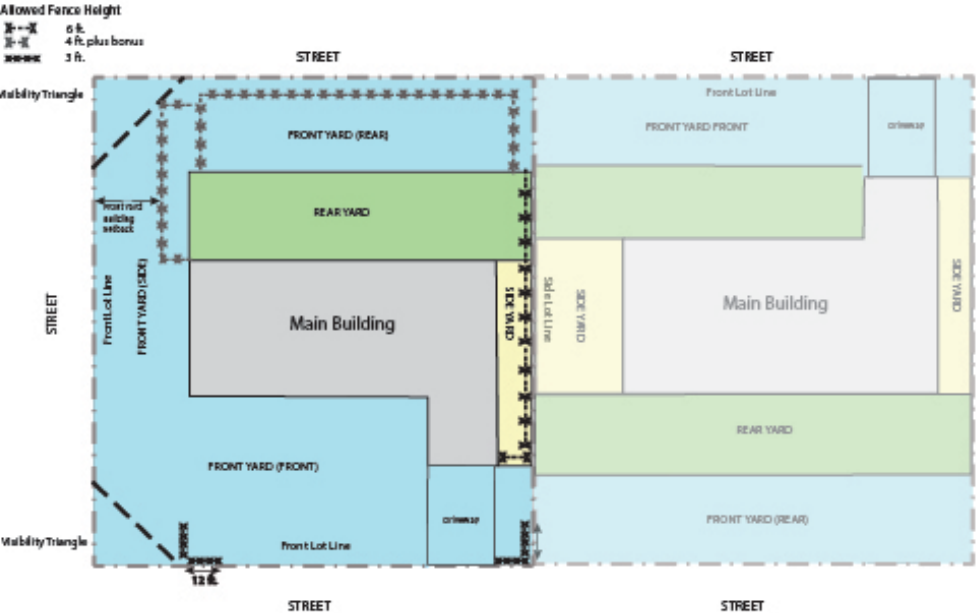 Allowed Fence Height
6 ft.
4 ft. plus bonus
3 ft.
STREET
STREET
Visibility Triangle
Front Lot Line
FRONT YARD (REAR)
FRONT YARD FRONT
Driveway
Front Yard
Building
Setback
REAR YARD
Front Lot Line
FRONT YARD (SIDE)
STREET
Main Building
SIDE YARD
Side Lot Line
SIDE YARD
Main Building
SIDE YARD
REAR YARD
FRONT YARD (FRONT)
Driveway
FRONT YARD (REAR)
Visibility Triangle
Front Lot Line
12 ft.
STREET
STREET